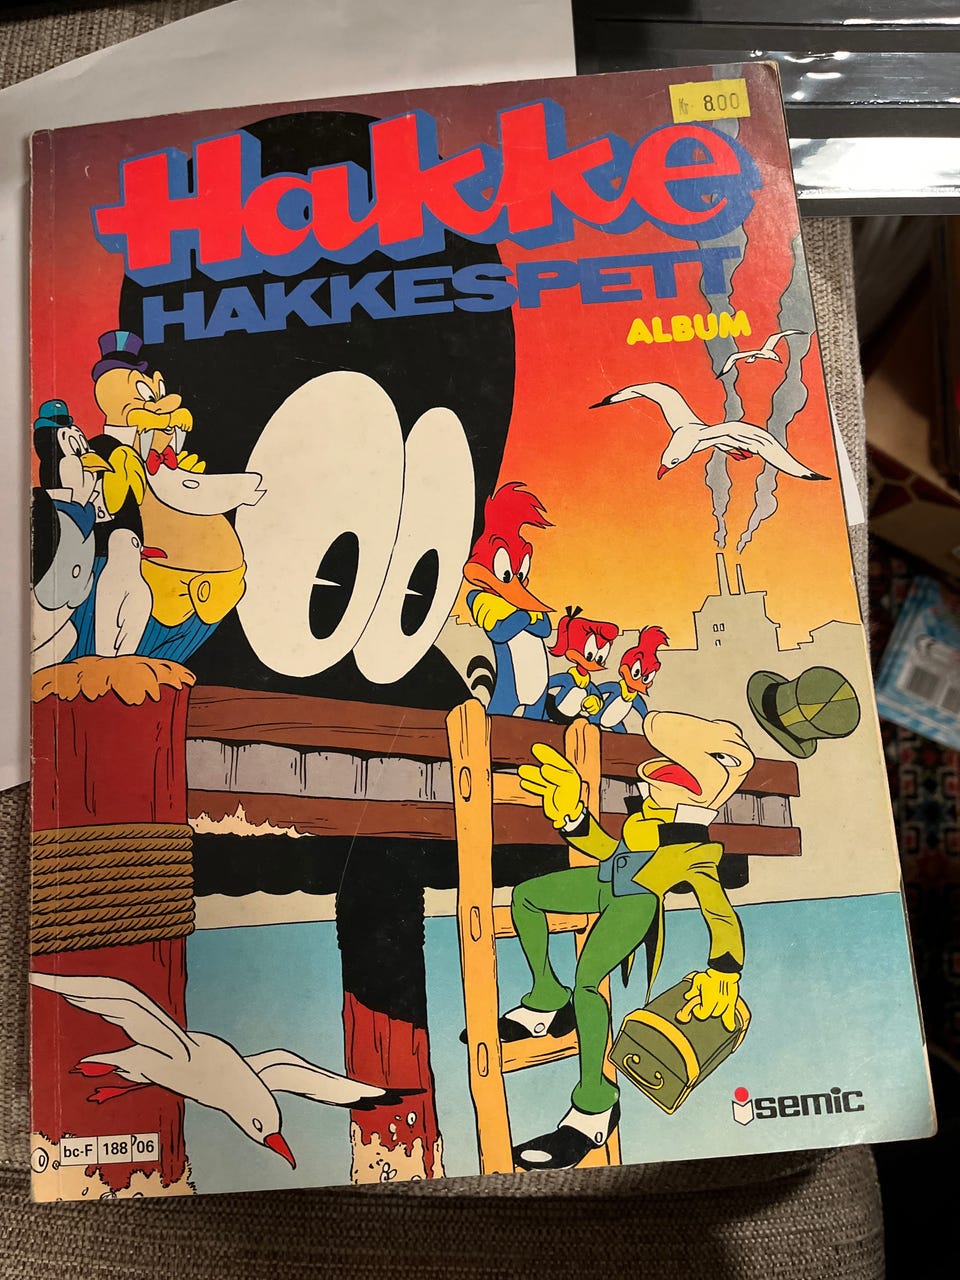 Kr. 8.00
Hakke
HAKKESPETT
ALBUM
P
semic
bc-F 188 06